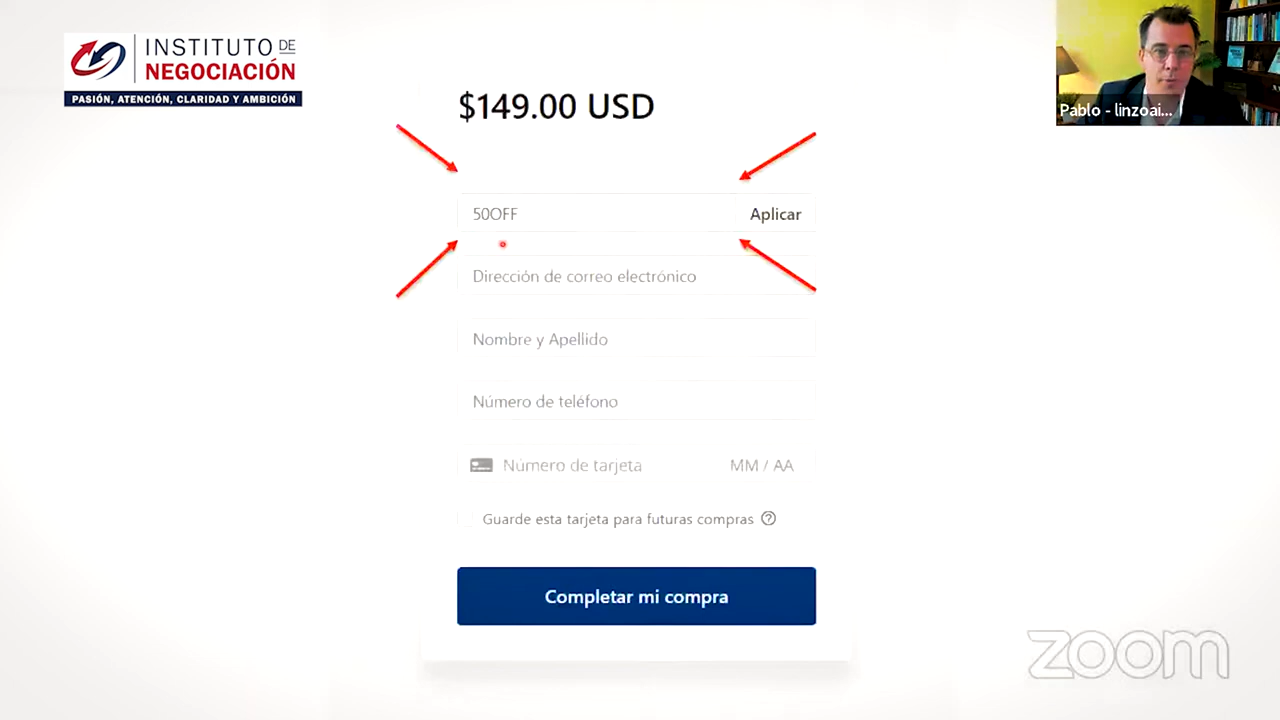 INSTITUTO DE
NEGOCIACIÓN
PASIÓN, ATENCIÓN, CLARIDAD Y AMBICIÓN
$149.00 USD
Pablo - linzoai...
50OFF
Aplicar
Dirección de correo electrónico
Nombre y Apellido
Número de teléfono
Número de tarjeta
MM / AA
Guarde esta tarjeta para futuras compras ?
Completar mi compra
zoom